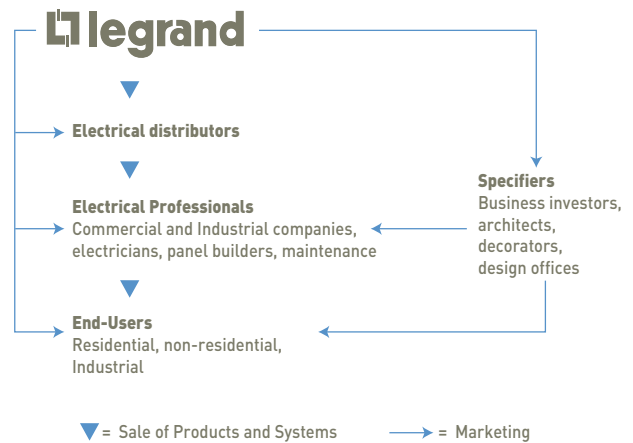 legrand
Electrical distributors
Electrical Professionals
Commercial and Industrial companies,
electricians, panel builders, maintenance
Specifiers
Business investors,
architects,
decorators,
design offices
End-Users
Residential, non-residential,
Industrial
= Sale of Products and Systems
= Marketing